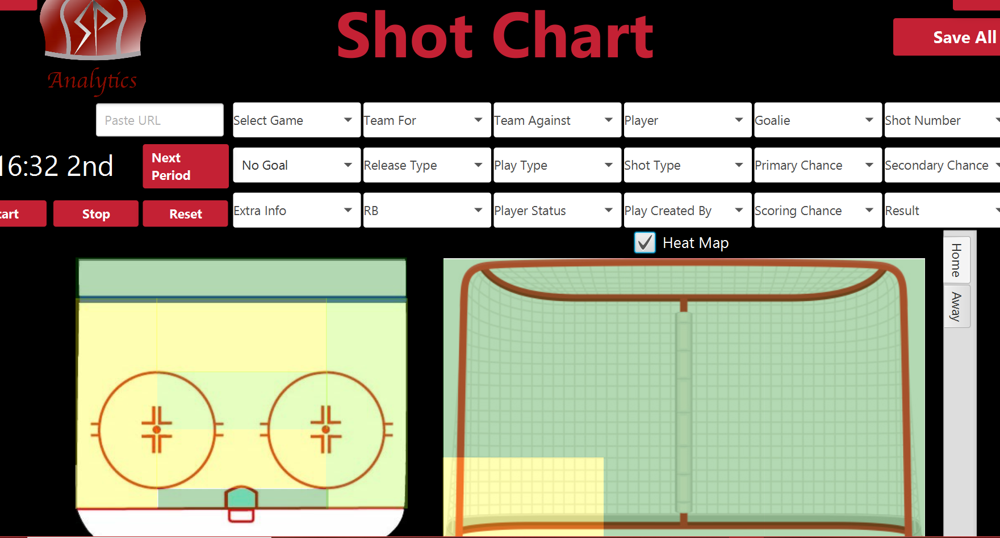 SP
Analytics
Shot Chart
Save All
Paste URL
Select Game
Team For
Team Against
Player
Goalie
Shot Number
16:32 2nd
Next
Period
No Goal
Release Type
Play Type
Shot Type
Primary Chance
Secondary Chance
tart
Stop
Reset
Extra Info
RB
Player Status
Play Created By
Scoring Chance
Result
Heat Map
Home
Away